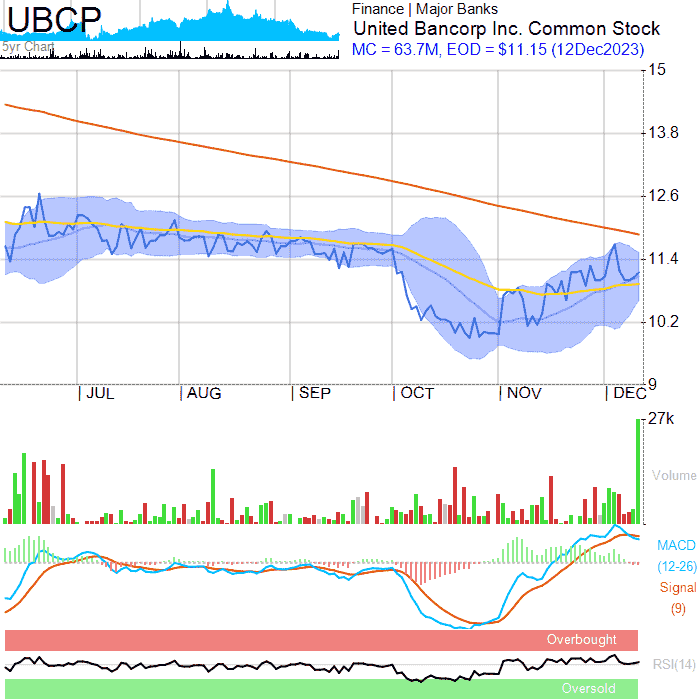 UBCP
5yr Chart
Finance | Major Banks
United Bancorp Inc. Common Stock
MC = 63.7M, EOD = $11.15 (12Dec2023)
15
13.8
12.6
11.4
10.2
9
JUL AUG SEP OCT NOV DEC
27k
Volume
MACD
(12-26)
Signal
(9)
Overbought
RSI(14)
Oversold